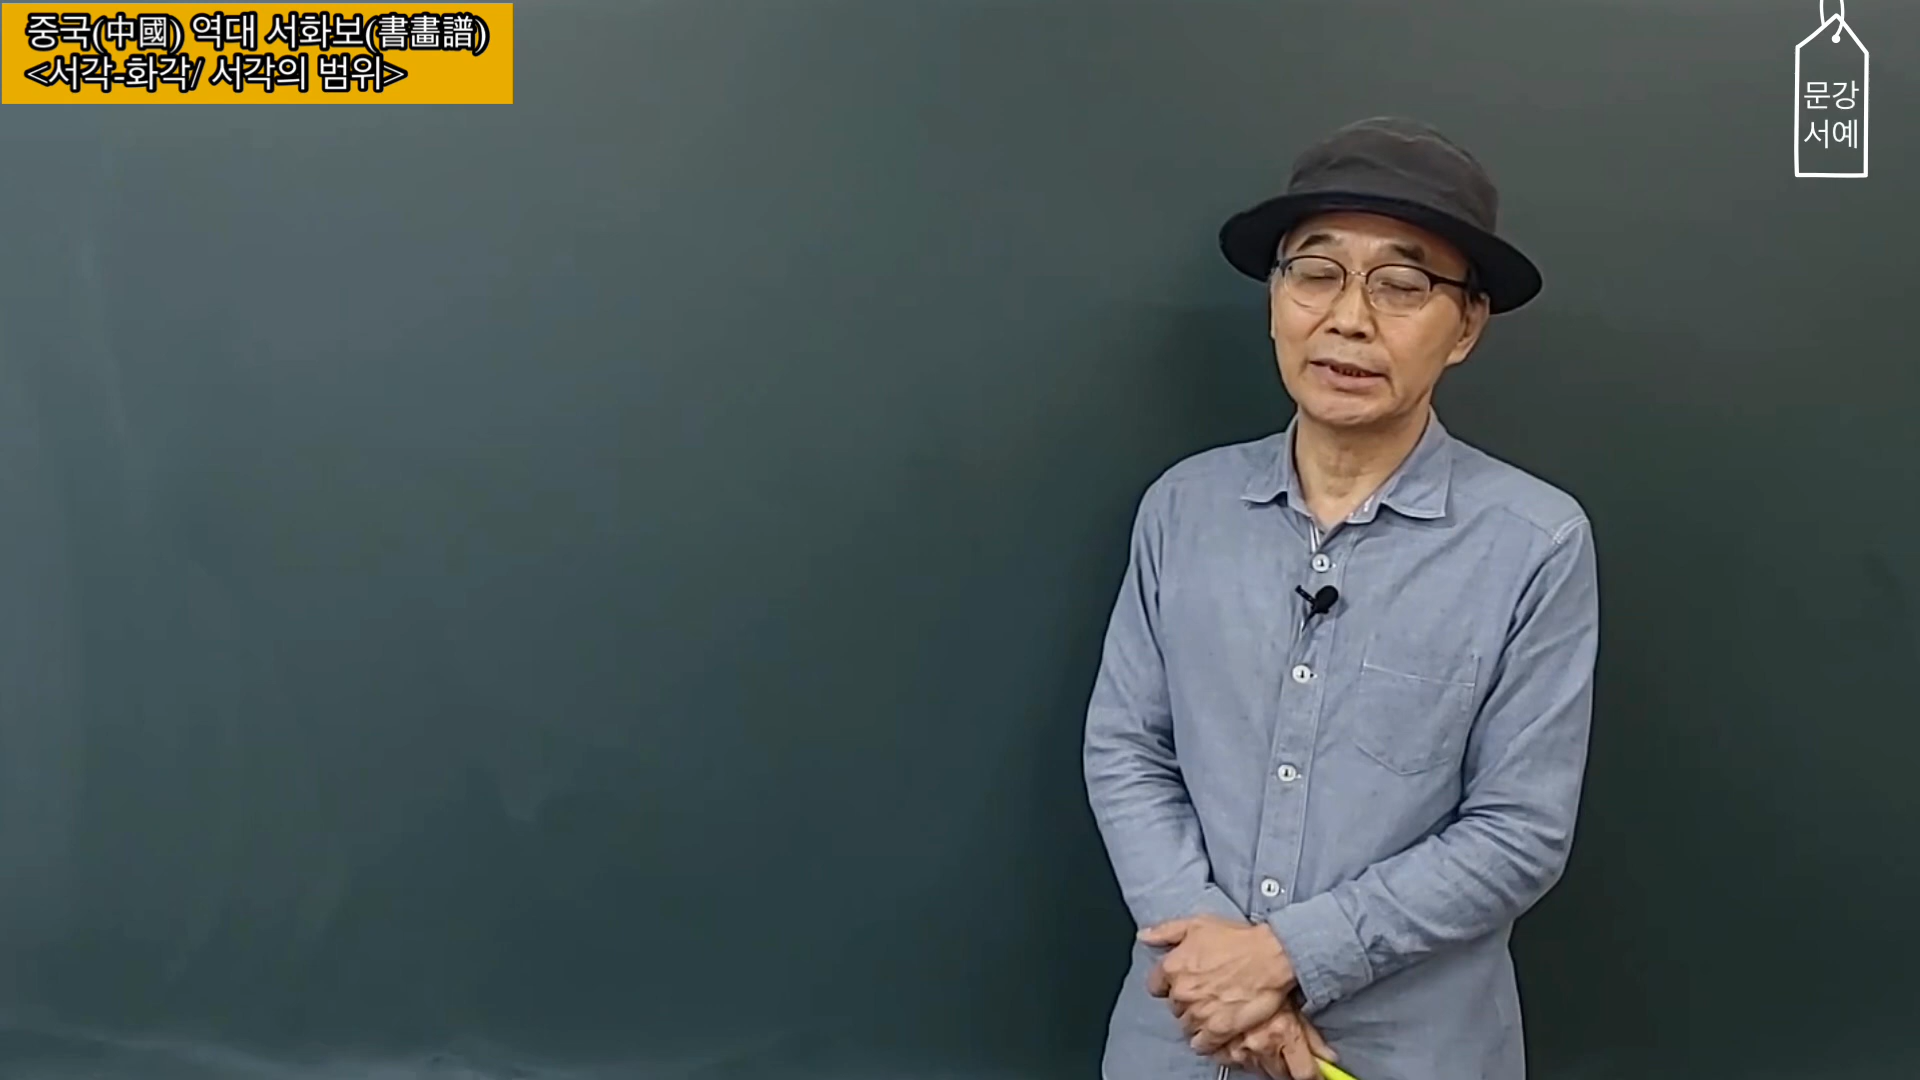 중국(中國) 역대 서화보(書畫譜)
<서각-화각/ 서각의 범위>
문강
서예